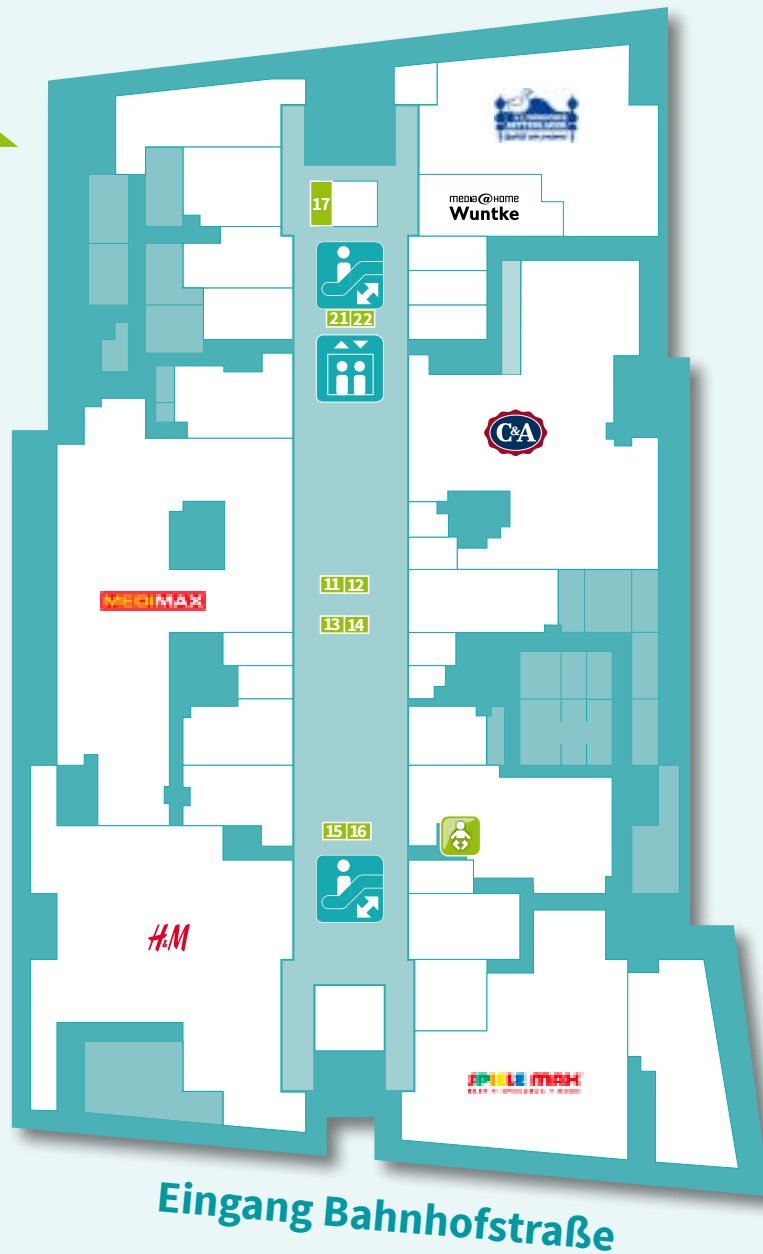 17
media@HOME
Wuntke
21 22
C&A
11 12
MEDIMAX
13 14
15 16
H&M
SPIELE MAX
Eingang Bahnhofstraße